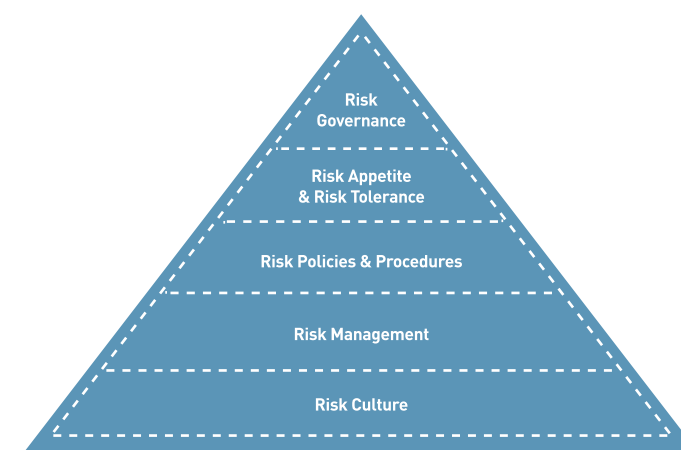 Risk
Governance
Risk Appetite
& Risk Tolerance
Risk Policies & Procedures
Risk Management
Risk Culture